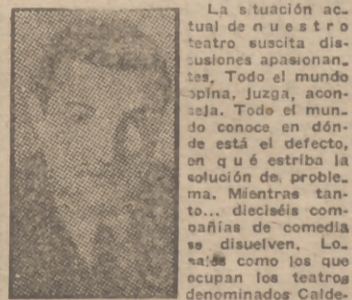 La situación ac-
tual de nuestro
teatro suscita dis-
cusiones apasionan-
tes. Todo el mundo
opina, juzga, acon-
seja. Todo el mun-
do conoce en dón-
de está el defecto,
en qué estriba la
solución de, proble-
ma. Mientras tan-
to... dieciséis com-
pañías de comedia
se disuelven. Lo-
sales como los que
ocupan los teatros
denominados Calde-